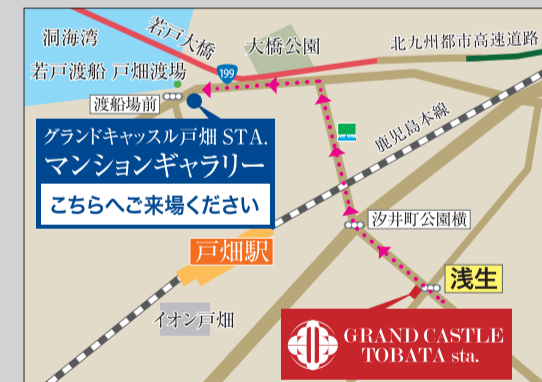 洞海湾
若戸大橋
大橋公園
北九州都市高速道路
若戸渡船 戸畑渡場
199
渡船場前
グランドキャッスル戸畑 STA.
マンションギャラリー
こちらへご来場ください
鹿児島本線
汐井町公園横
戸畑駅
浅生
イオン戸畑
GRAND CASTLE
TOBATA sta.